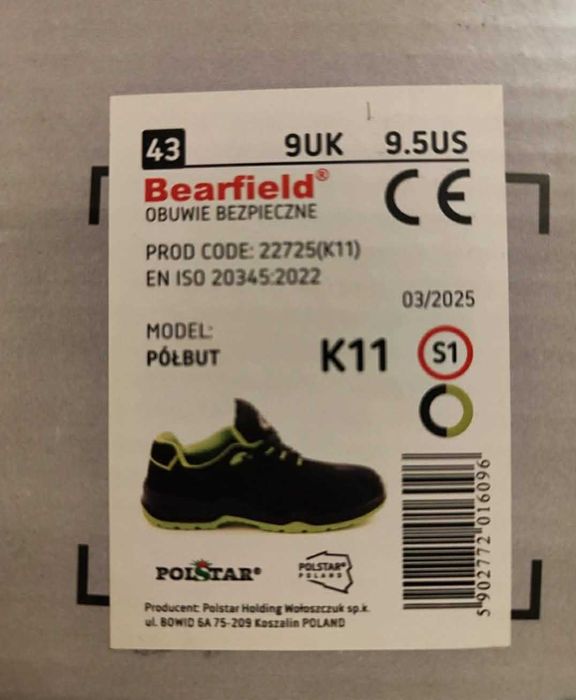 43 9UK 9.5US
Bearfield®
OBUWIE BEZPIECZNE
CE
PROD CODE: 22725(K11)
EN ISO 20345:2022
03/2025
MODEL:
PÓŁBUT
K11
S1
POLSTAR®
POLSTAR®
POLAND
5 902772 016096
Producent: Polstar Holding Wołoszczuk sp.k.
ul. BOWID 6A 75-209 Koszalin POLAND